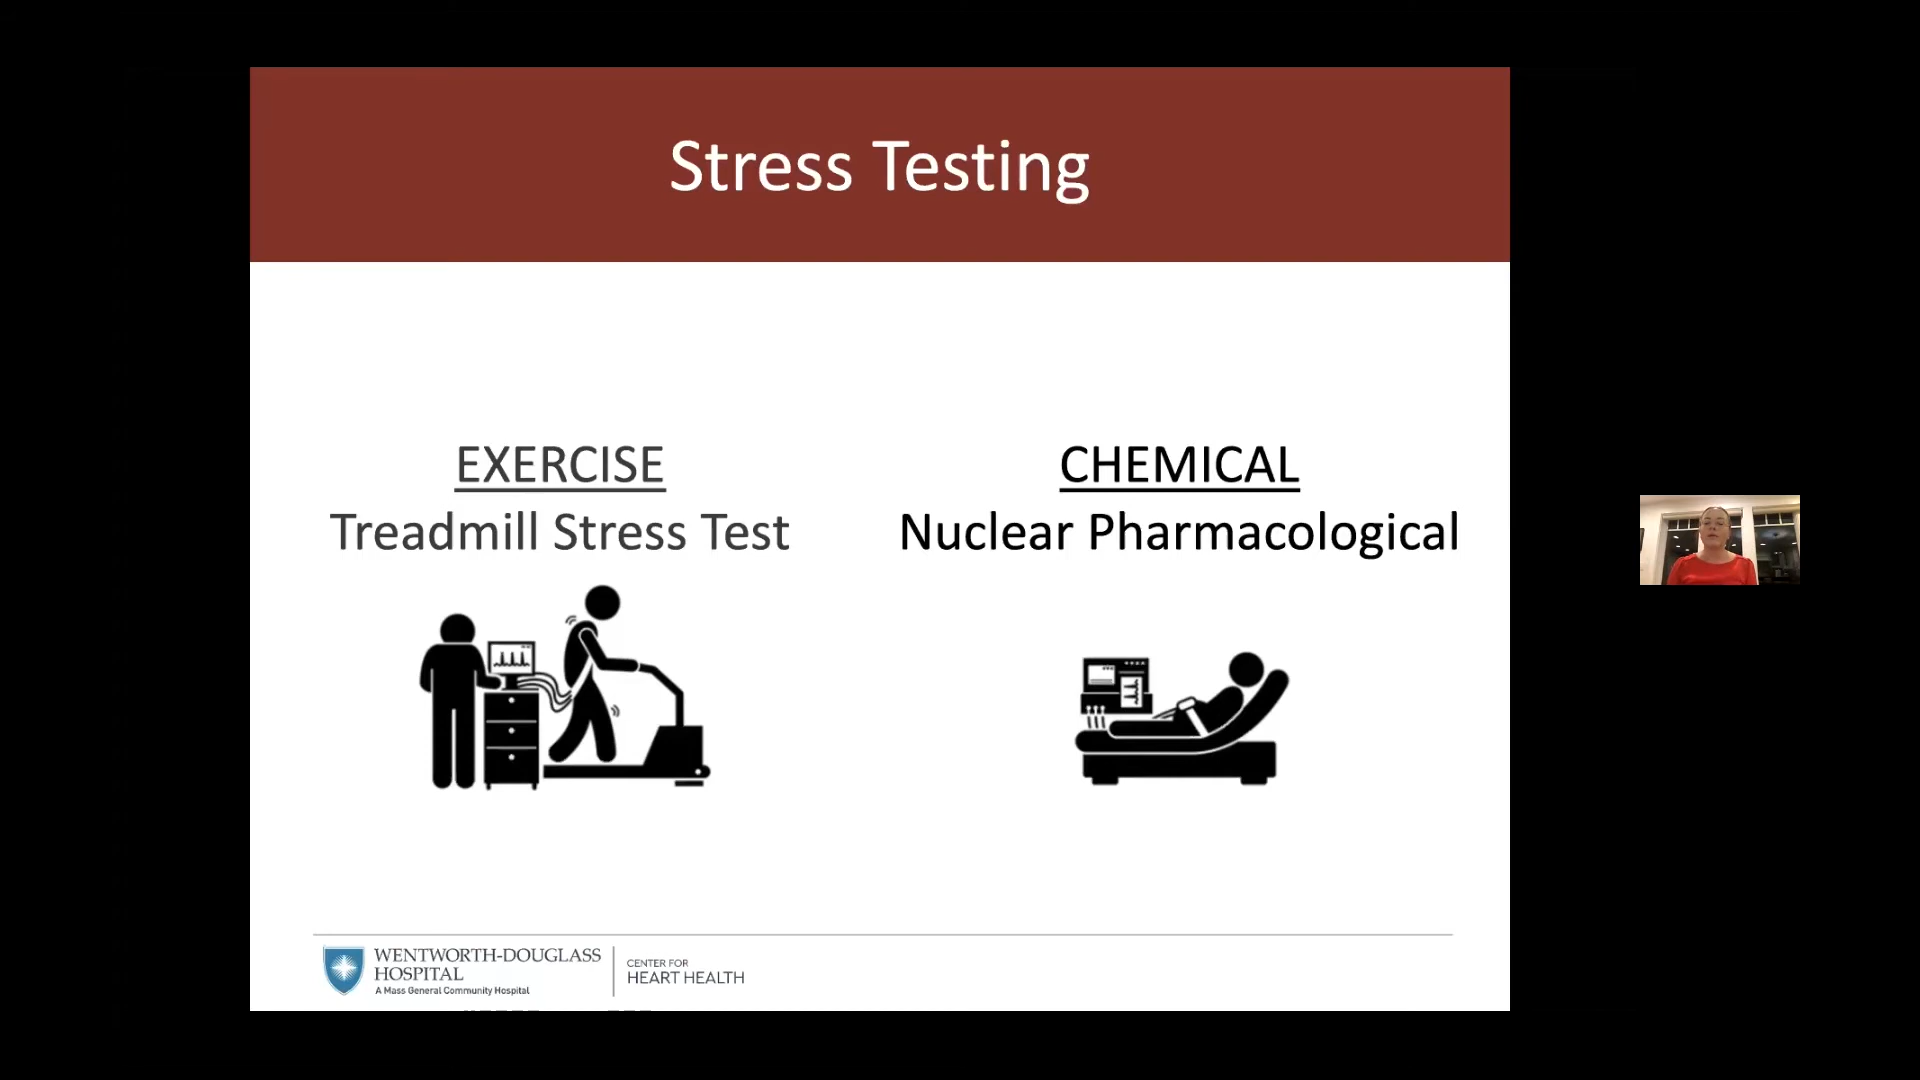 Stress Testing
EXERCISE
Treadmill Stress Test
CHEMICAL
Nuclear Pharmacological
WENTWORTH-DOUGLASS
HOSPITAL
A Mass General Community Hospital
CENTER FOR
HEART HEALTH